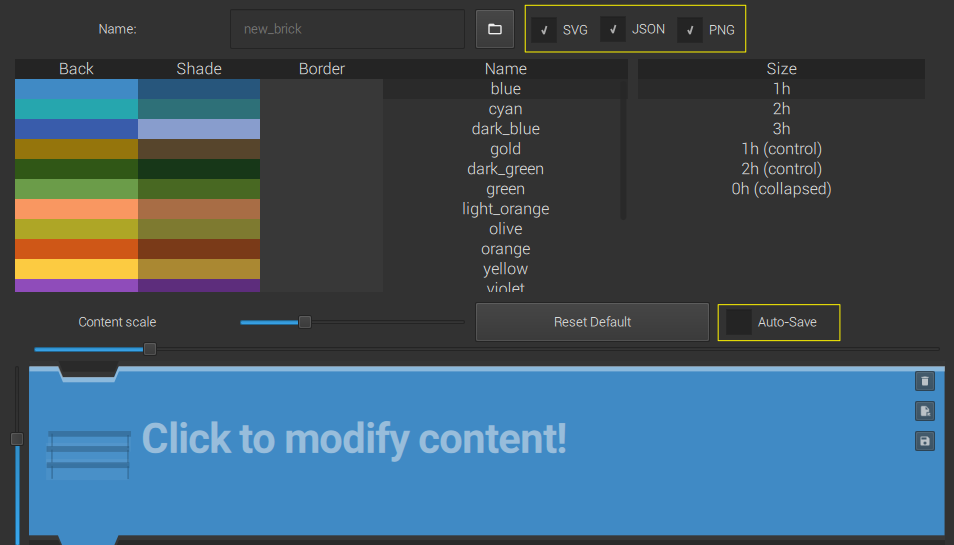 Name: new_brick SVG JSON PNG
Back Shade Border Name Size
blue 1h
cyan 2h
dark_blue 3h
gold 1h (control)
dark_green 2h (control)
green 0h (collapsed)
light_orange
olive
orange
yellow
violet
Content scale Reset Default Auto-Save
Click to modify content!